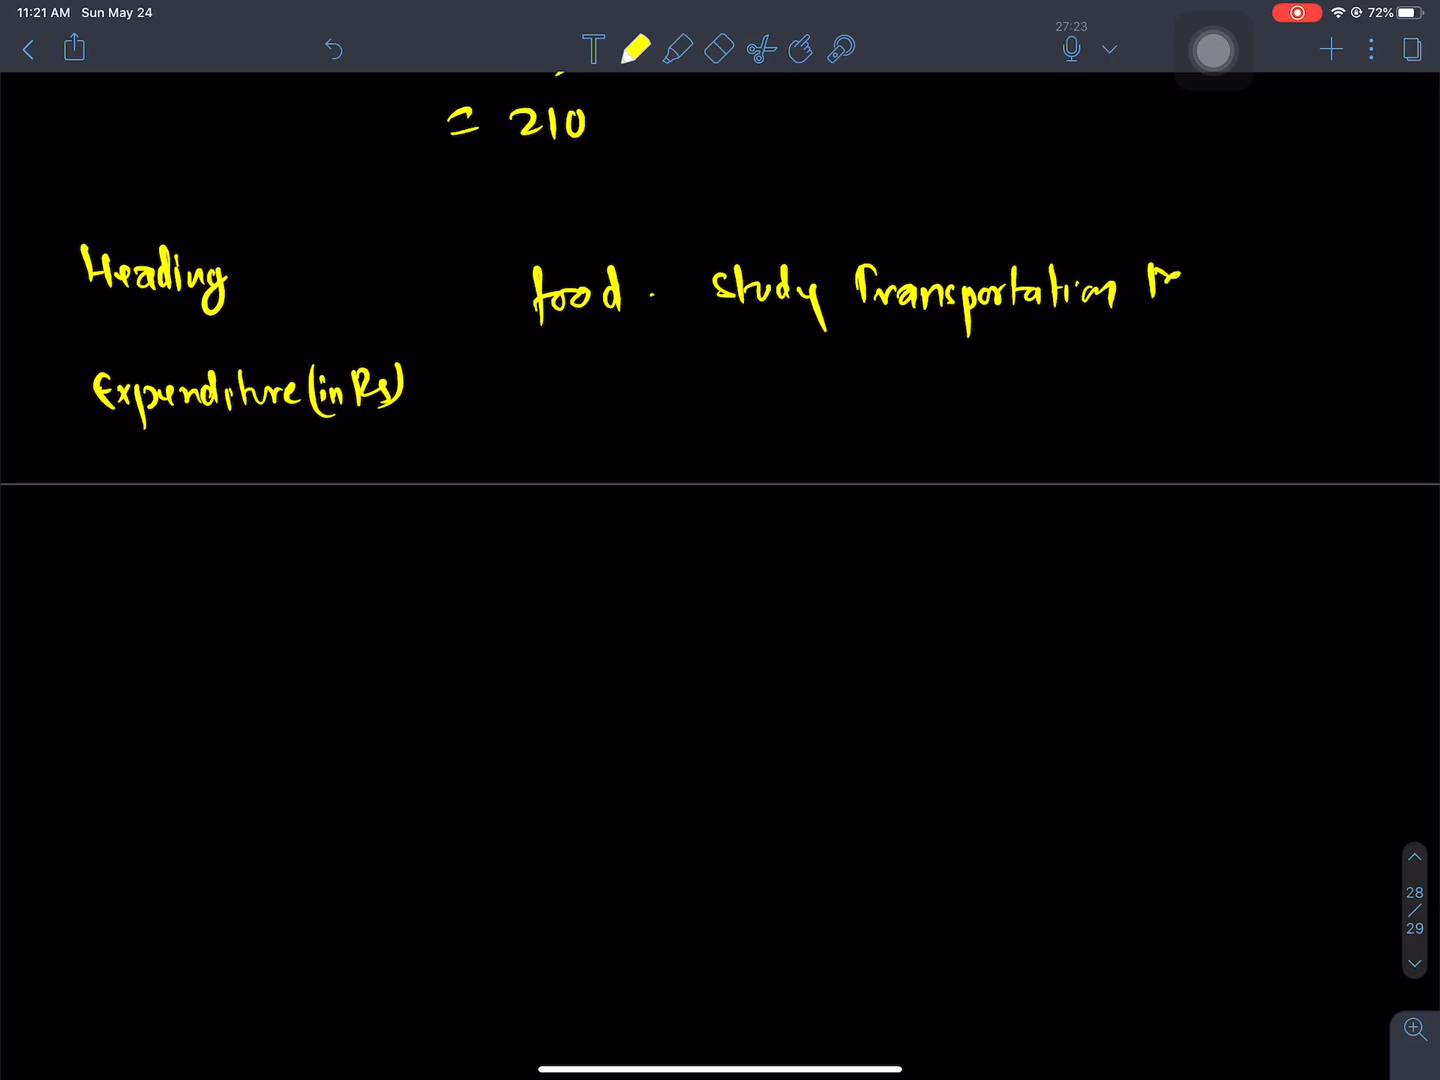 11:21 AM Sun May 24
72%
27:23
= 210
Heading food . study Transportation
Expenditure (in Rs)
28
29